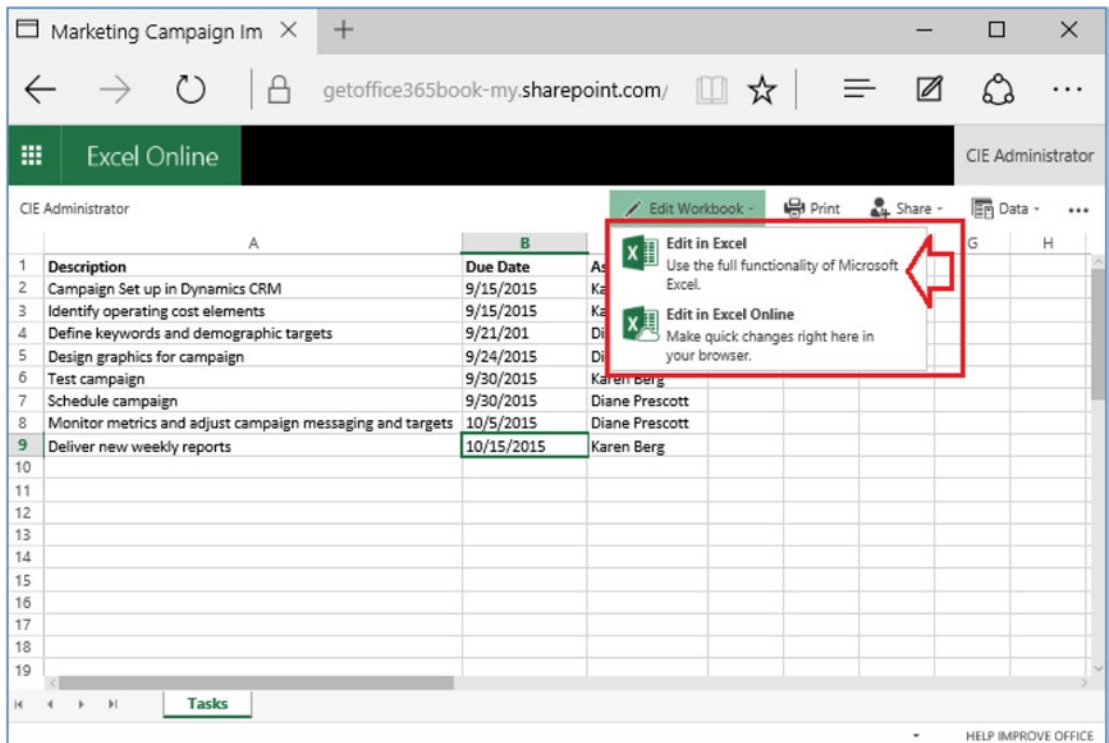 Marketing Campaign Im
getoffice365book-my.sharepoint.com/
Excel Online
CIE Administrator
CIE Administrator
Edit Workbook
Print
Share
Data
A B G H
Edit in Excel
Use the full functionality of Microsoft
Excel.
Edit in Excel Online
Make quick changes right here in
your browser.
1 Description Due Date As
2 Campaign Set up in Dynamics CRM 9/15/2015 Ka
3 Identify operating cost elements 9/15/2015 Ka
4 Define keywords and demographic targets 9/21/201 Di
5 Design graphics for campaign 9/24/2015 Di
6 Test campaign 9/30/2015 Karen Berg
7 Schedule campaign 9/30/2015 Diane Prescott
8 Monitor metrics and adjust campaign messaging and targets 10/5/2015 Diane Prescott
9 Deliver new weekly reports 10/15/2015 Karen Berg
10
11
12
13
14
15
16
17
18
19
Tasks
HELP IMPROVE OFFICE